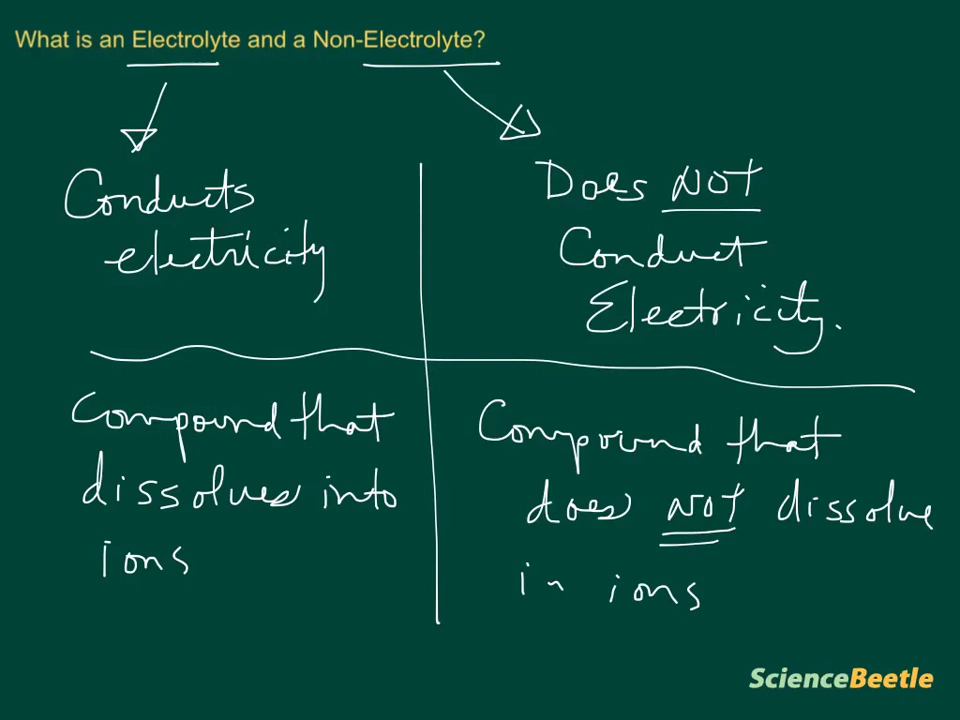 What is an Electrolyte and a Non-Electrolyte?
Conducts
electricity
Does NOT
Conduct
Electricity.
Compound that
dissolves into
ions
Compound that
does NOT dissolve
in ions
ScienceBeetle